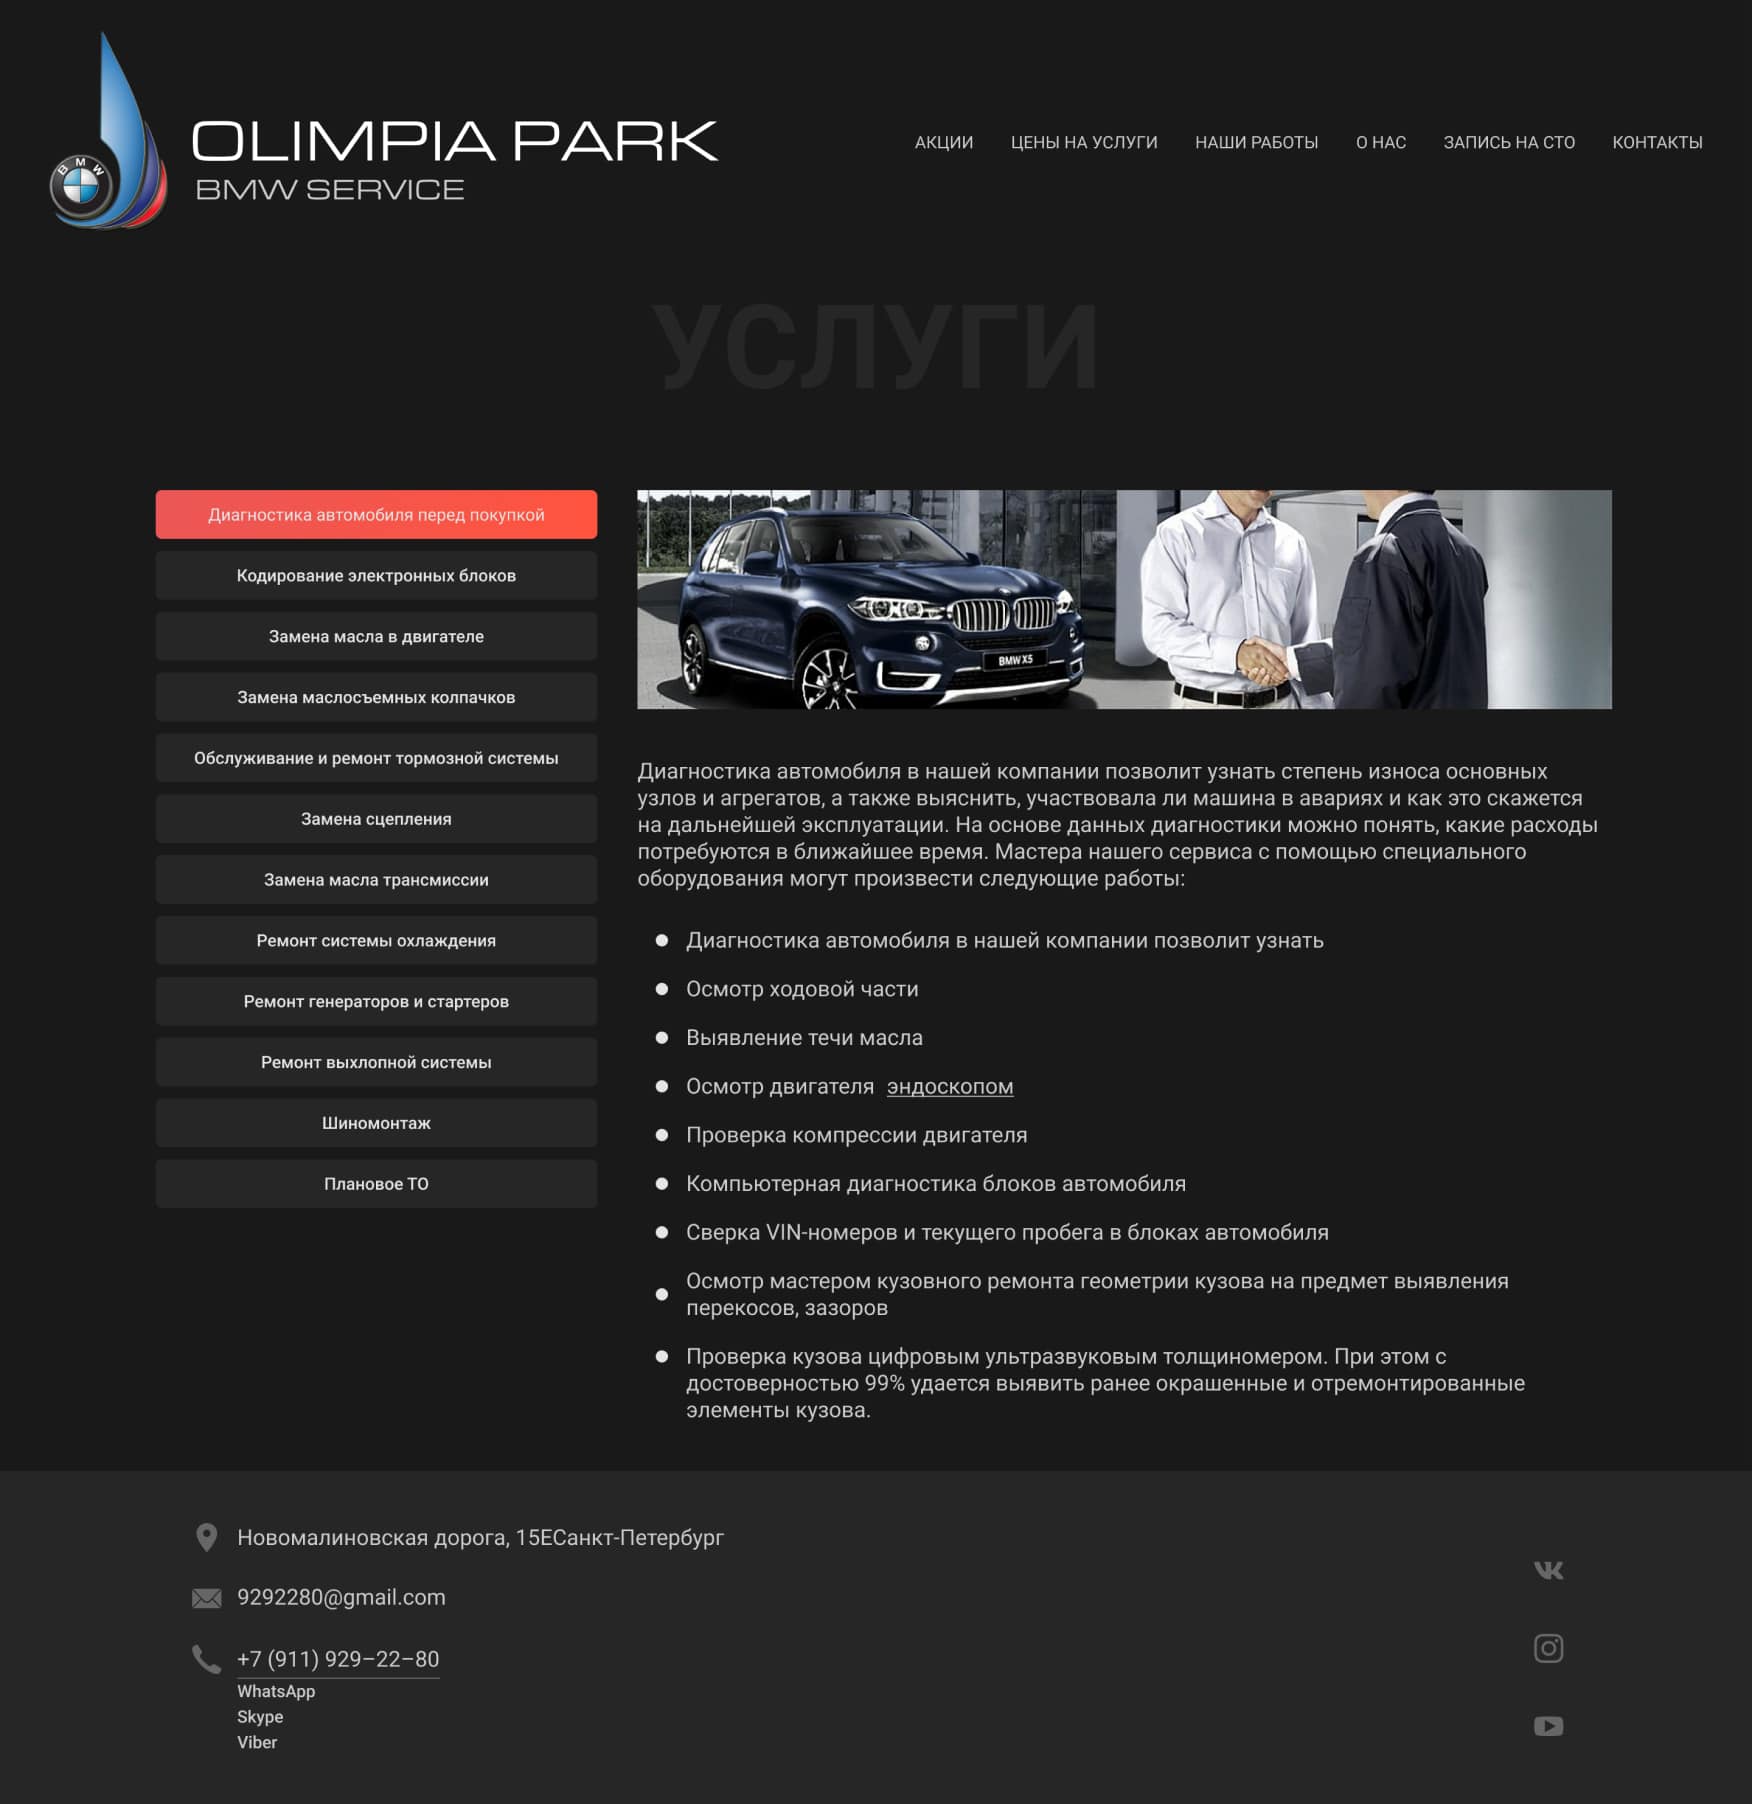 BMW
OLIMPIA PARK
BMW SERVICE
АКЦИИ
ЦЕНЫ НА УСЛУГИ
НАШИ РАБОТЫ
О НАС
ЗАПИСЬ НА СТО
КОНТАКТЫ
УСЛУГИ
Диагностика автомобиля перед покупкой
Кодирование электронных блоков
Замена масла в двигателе
Замена маслосъемных колпачков
Обслуживание и ремонт тормозной системы
Замена сцепления
Замена масла трансмиссии
Ремонт системы охлаждения
Ремонт генераторов и стартеров
Ремонт выхлопной системы
Шиномонтаж
Плановое ТО
BMW X5
Диагностика автомобиля в нашей компании позволит узнать степень износа основных
узлов и агрегатов, а также выяснить, участвовала ли машина в авариях и как это скажется
на дальнейшей эксплуатации. На основе данных диагностики можно понять, какие расходы
потребуются в ближайшее время. Мастера нашего сервиса с помощью специального
оборудования могут произвести следующие работы:
Диагностика автомобиля в нашей компании позволит узнать
Осмотр ходовой части
Выявление течи масла
Осмотр двигателя эндоскопом
Проверка компрессии двигателя
Компьютерная диагностика блоков автомобиля
Сверка VIN-номеров и текущего пробега в блоках автомобиля
Осмотр мастером кузовного ремонта геометрии кузова на предмет выявления
перекосов, зазоров
Проверка кузова цифровым ультразвуковым толщиномером. При этом с
достоверностью 99% удается выявить ранее окрашенные и отремонтированные
элементы кузова.
Новомалиновская дорога, 15ЕСанкт-Петербург
9292280@gmail.com
+7 (911) 929–22–80
WhatsApp
Skype
Viber